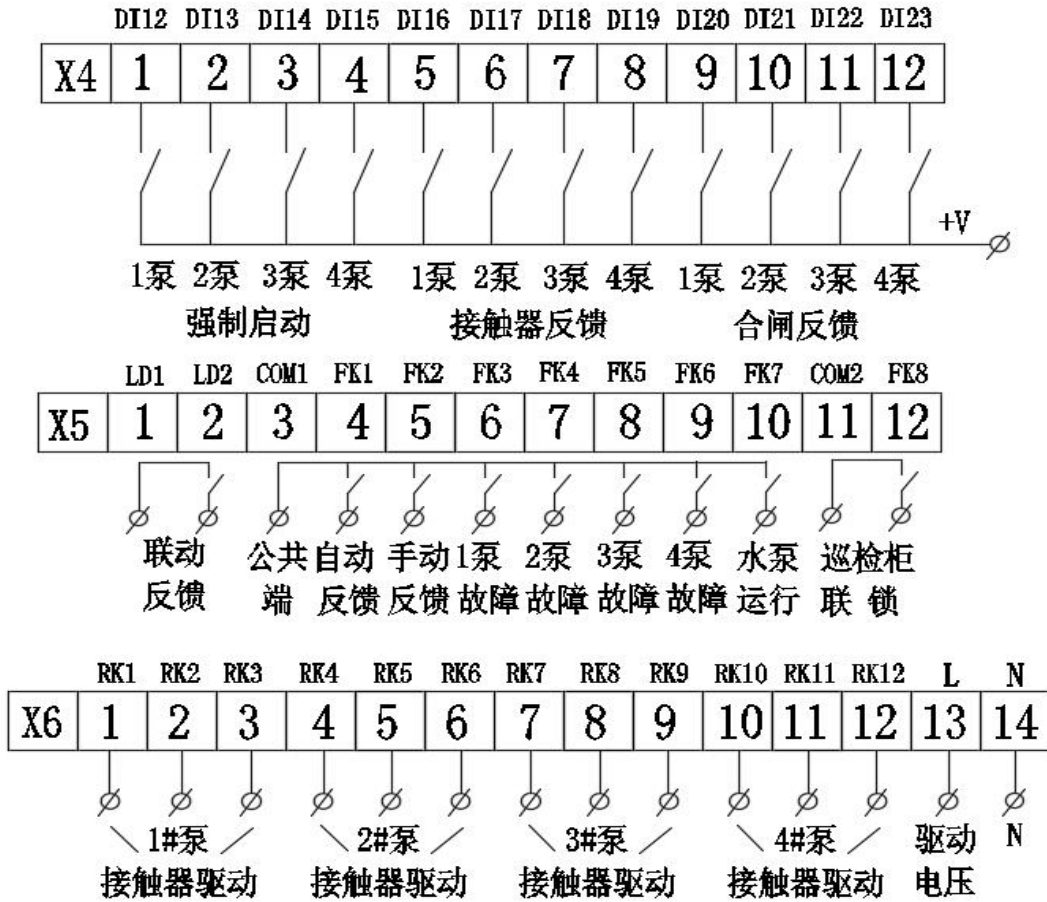 DI12 DI13 DI14 DI15 DI16 DI17 DI18 DI19 DI20 DI21 DI22 DI23
X4 1 2 3 4 5 6 7 8 9 10 11 12
+V
1泵 2泵 3泵 4泵 1泵 2泵 3泵 4泵 1泵 2泵 3泵 4泵
强制启动 接触器反馈 合闸反馈
LD1 LD2 COM1 FK1 FK2 FK3 FK4 FK5 FK6 FK7 COM2 FK8
X5 1 2 3 4 5 6 7 8 9 10 11 12
联动 公共 自动 手动 1泵 2泵 3泵 4泵 水泵 巡检柜
反馈 端 反馈 反馈 故障 故障 故障 故障 运行 联 锁
RK1 RK2 RK3 RK4 RK5 RK6 RK7 RK8 RK9 RK10 RK11 RK12 L N
X6 1 2 3 4 5 6 7 8 9 10 11 12 13 14
1#泵 2#泵 3#泵 4#泵 驱动 N
接触器驱动 接触器驱动 接触器驱动 接触器驱动 电压